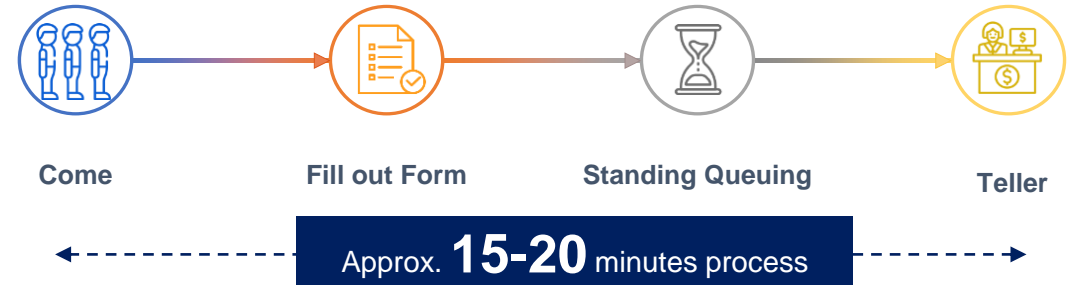 Come
Fill out Form
Standing Queuing
Teller
Approx. 15-20 minutes process
$
$